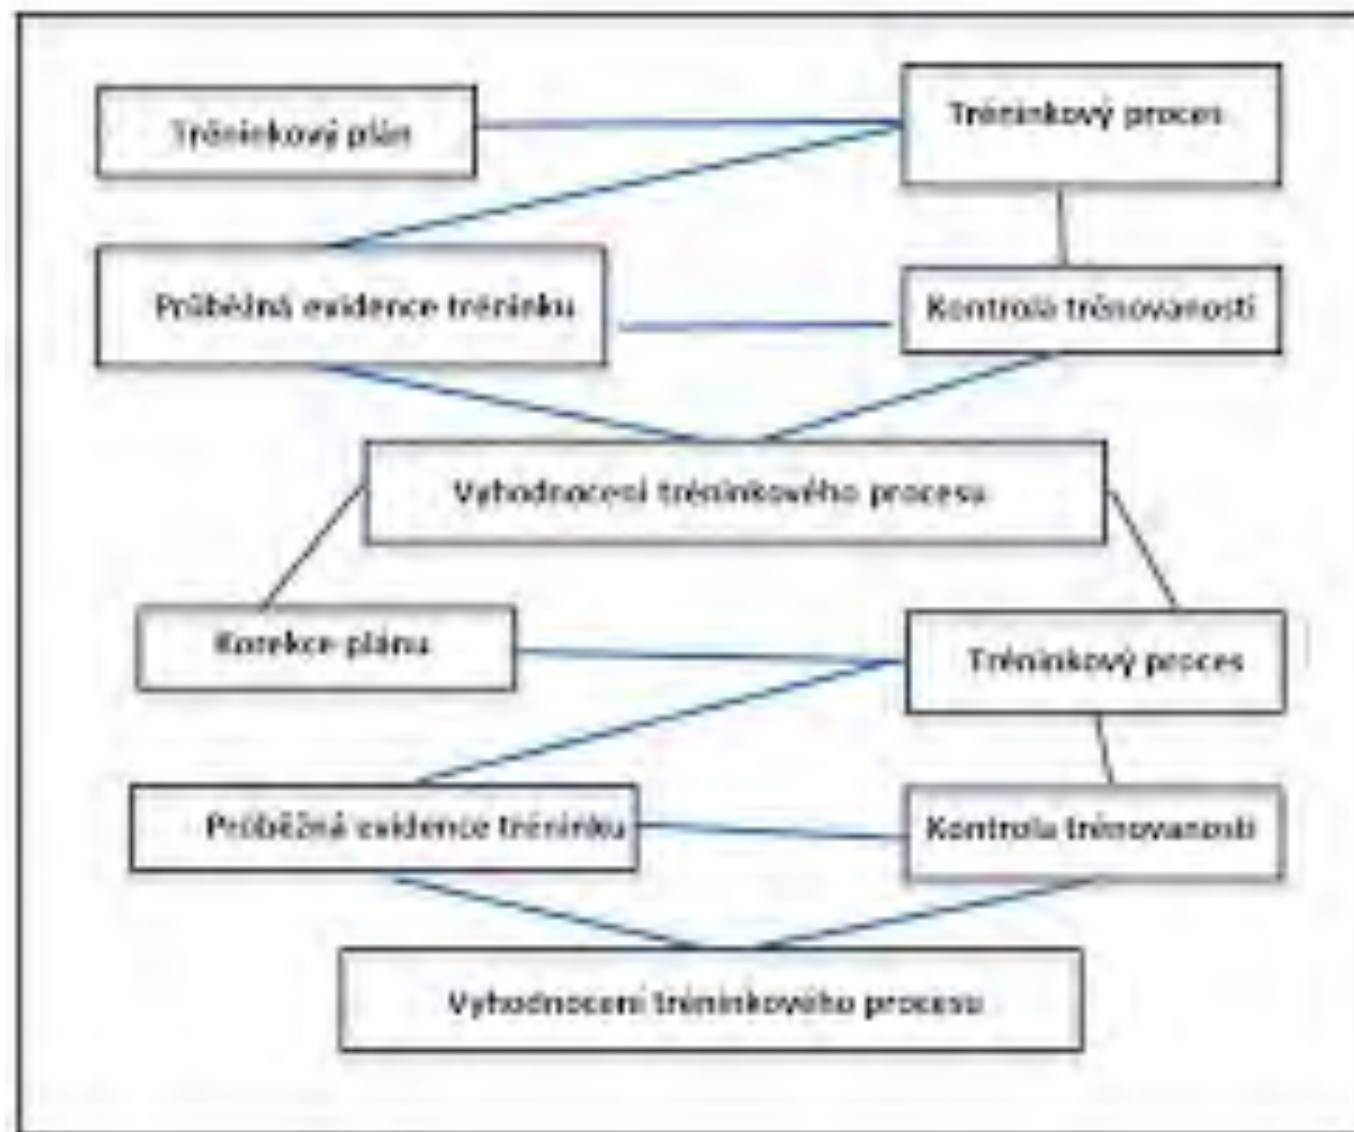 Tréninkový plán
Tréninkový proces
Průběžná evidence tréninku
Kontrola trénovanosti
Vyhodnocení tréninkového procesu
Korekce plánu
Tréninkový proces
Průběžná evidence tréninku
Kontrola trénovanosti
Vyhodnocení tréninkového procesu